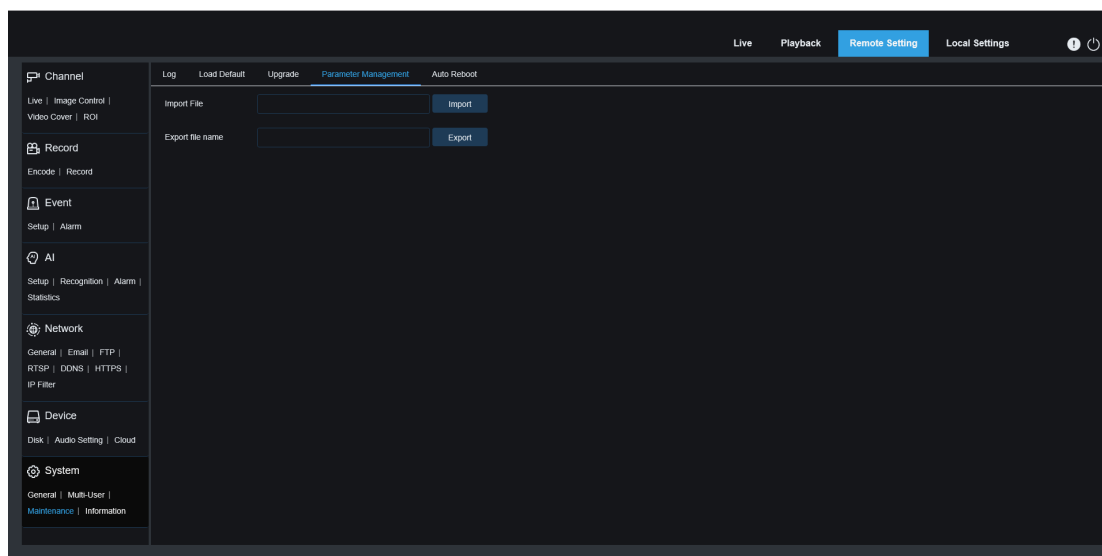 Live Playback Remote Setting Local Settings
Channel
Live | Image Control |
Video Cover | ROI
Record
Encode | Record
Event
Setup | Alarm
AI
Setup | Recognition | Alarm |
Statistics
Network
General | Email | FTP |
RTSP | DDNS | HTTPS |
IP Filter
Device
Disk | Audio Setting | Cloud
System
General | Multi-User |
Maintenance | Information
Log Load Default Upgrade Parameter Management Auto Reboot
Import File Import
Export file name Export